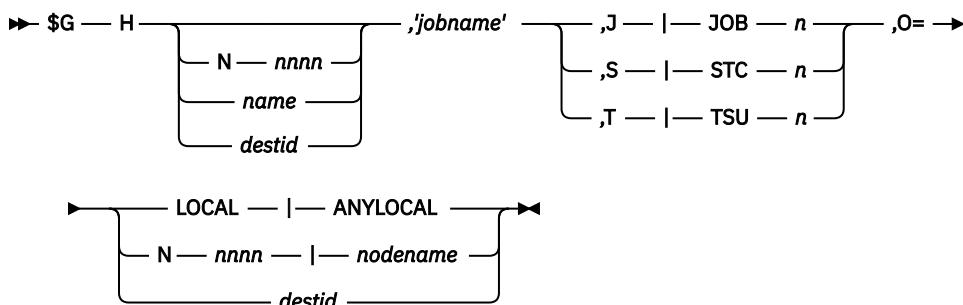 $G H ,'jobname' ,J | JOB n ,O=
N nnnn ,S | STC n
name ,T | TSU n
destid
LOCAL | ANYLOCAL
N nnnn | nodename
destid